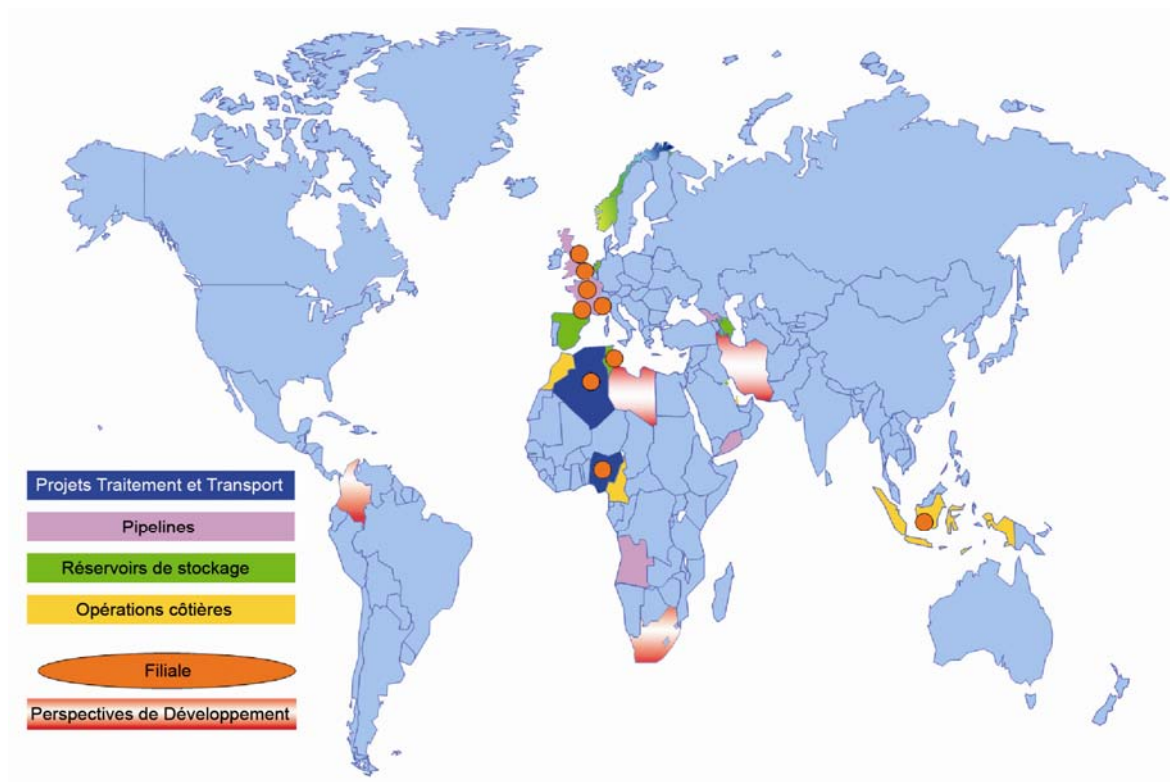 Projets Traitement et Transport
Pipelines
Réservoirs de stockage
Opérations côtières
Filiale
Perspectives de Développement